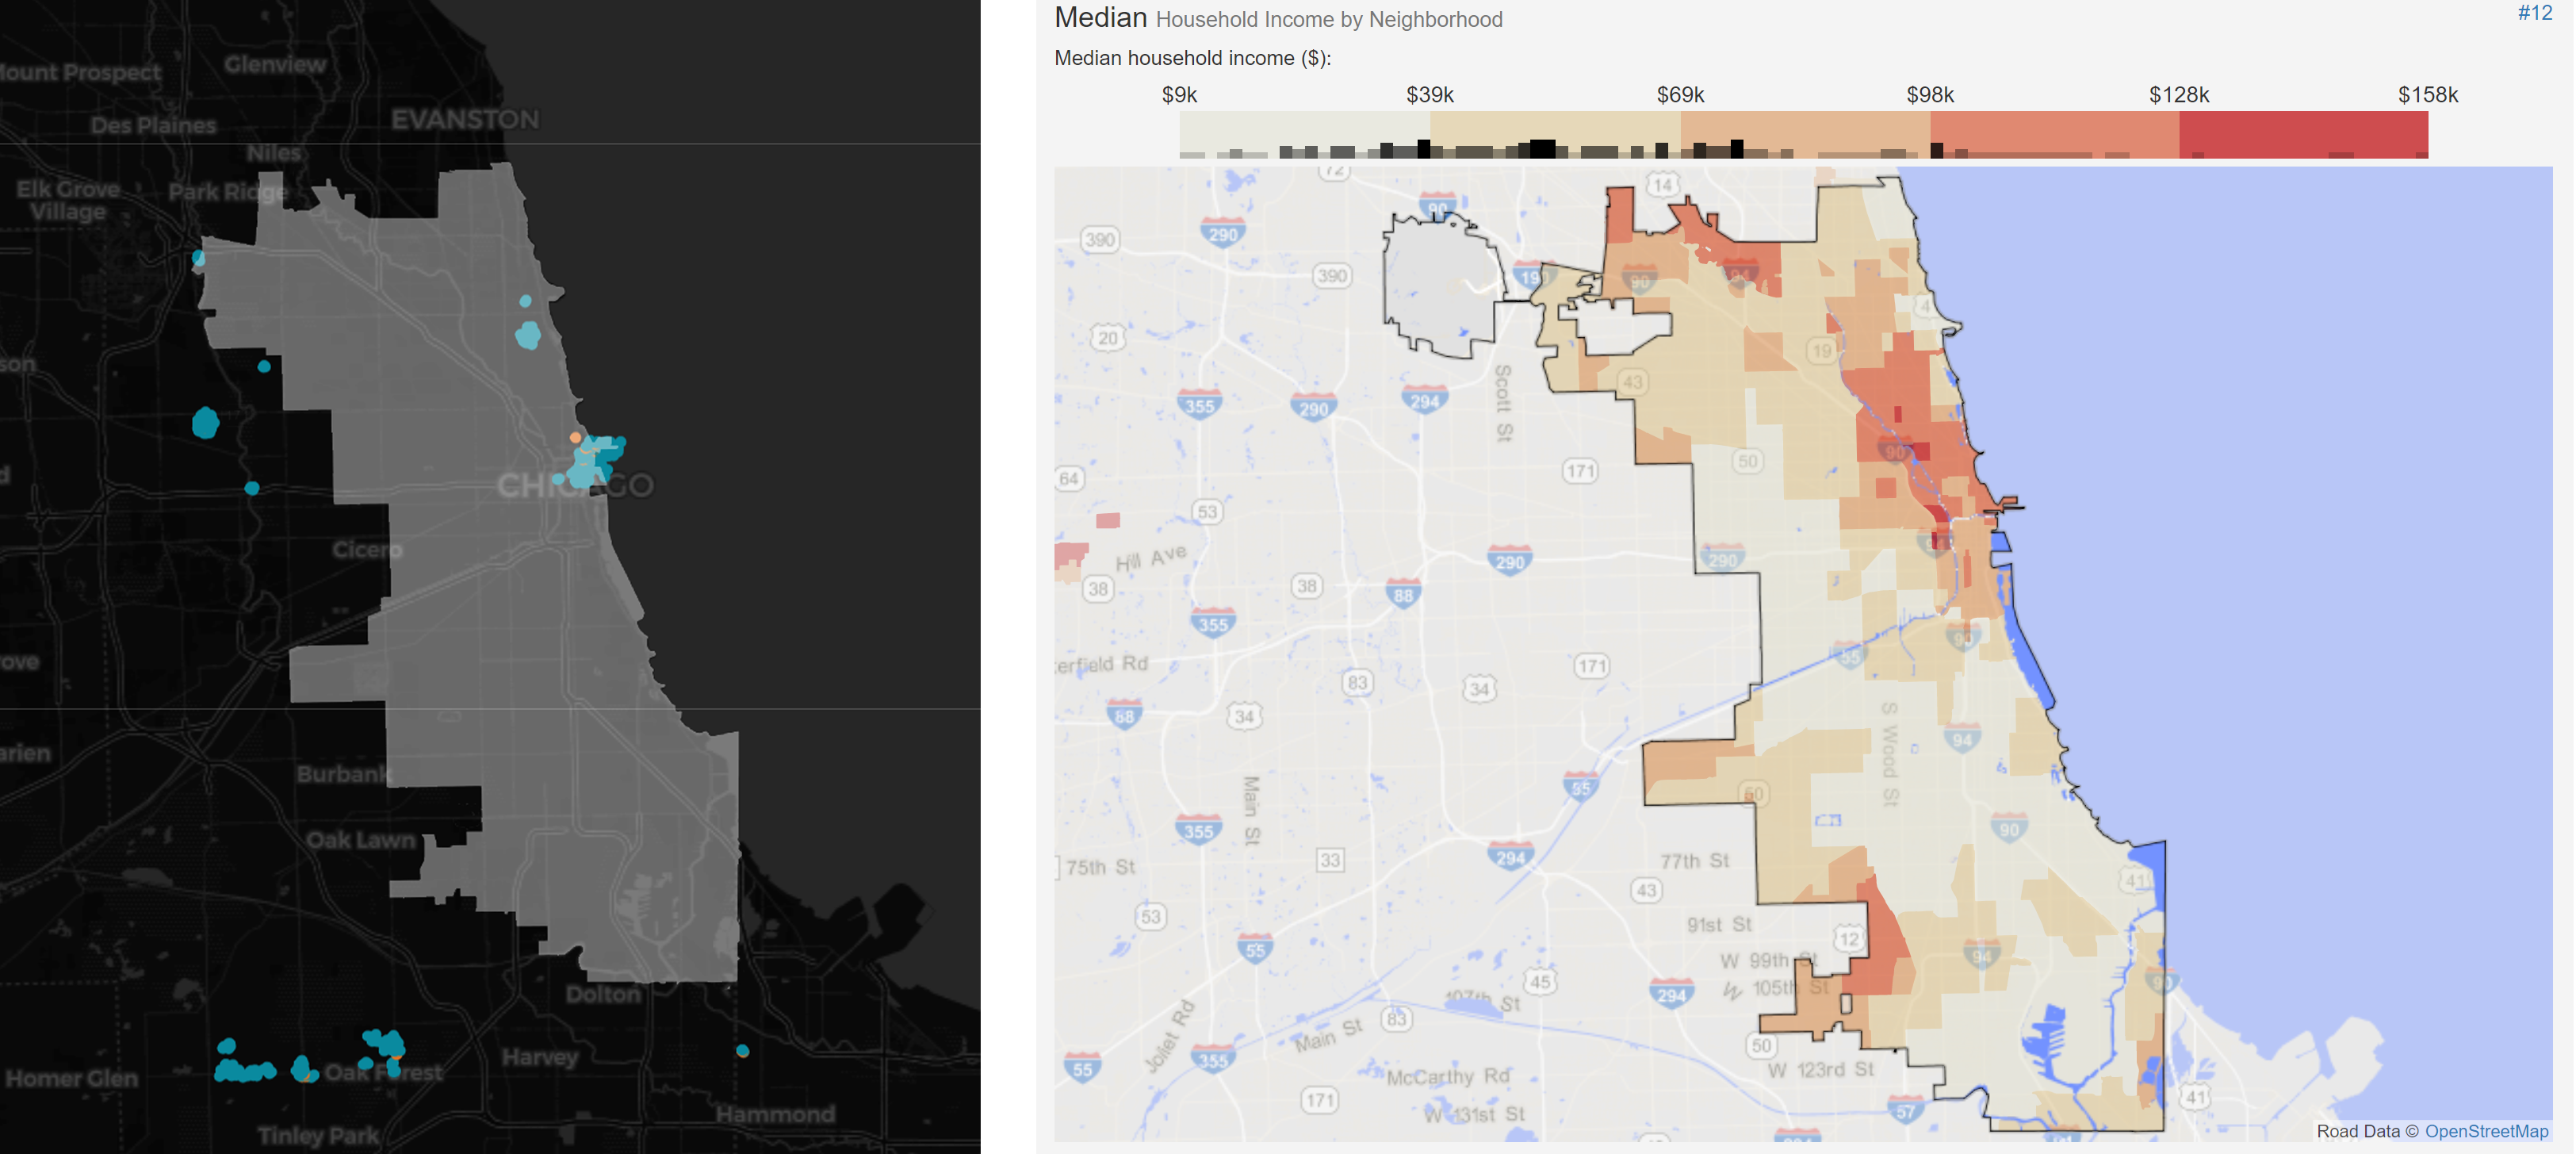 Glenview
Mount Prospect
EVANSTON
Des Plaines
Niles
Elk Grove
Village
Park Ridge
CHICAGO
Cicero
Burbank
Oak Lawn
Dolton
Harvey
Oak Forest
Homer Glen
Hammond
Tinley Park
Median Household Income by Neighborhood
#12
Median household income ($):
$9k $39k $69k $98k $128k $158k
72
14
90
290
390
390
190
90
94
4
20
19
43
355
290
294
Scott St
50
90
171
64
53
Hill Ave
290
290
38
38
88
355
erfield Rd
171
83
34
55
88
34
S Wood St
94
Main St
55
50
355
294
33
90
75th St
77th St
43
41
53
91st St
12
55
W 99th St
94
45
294
W 105th St
90
107th St
83
Joliet Rd
Main St
50
55
355
W 123rd St
McCarthy Rd
171
W 131st St
57
41
Road Data © OpenStreetMap